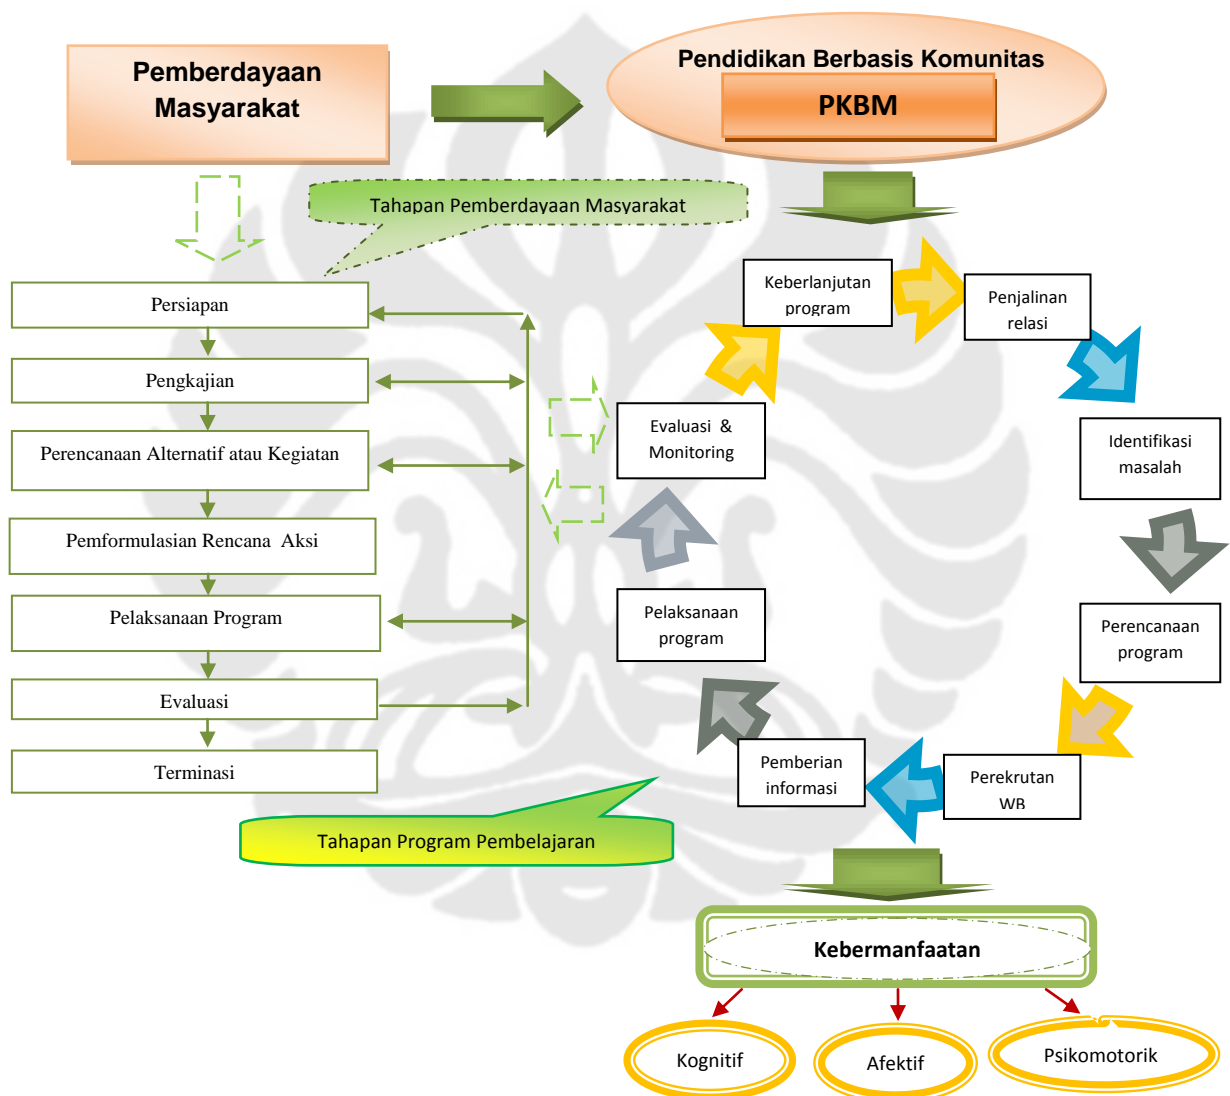 Pemberdayaan
Masyarakat
Pendidikan Berbasis Komunitas
PKBM
Tahapan Pemberdayaan Masyarakat
Persiapan
Pengkajian
Perencanaan Alternatif atau Kegiatan
Pemformulasian Rencana Aksi
Pelaksanaan Program
Evaluasi
Terminasi
Keberlanjutan
program
Penjalinan
relasi
Identifikasi
masalah
Perencanaan
program
Perekrutan
WB
Pemberian
informasi
Pelaksanaan
program
Evaluasi &
Monitoring
Tahapan Program Pembelajaran
Kebermanfaatan
Kognitif
Afektif
Psikomotorik